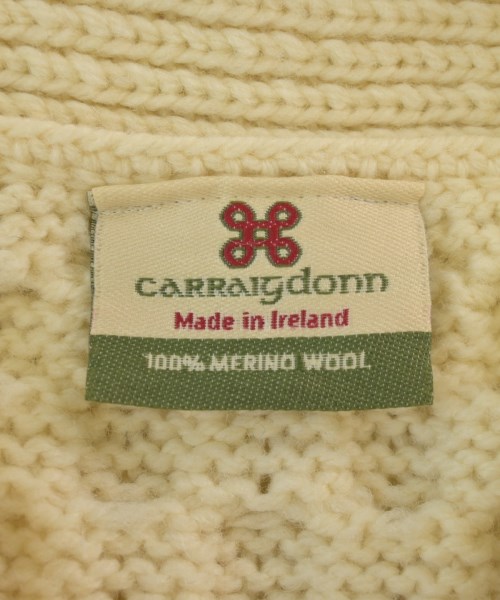 carraigdonn
Made in Ireland
100% MERINO WOOL